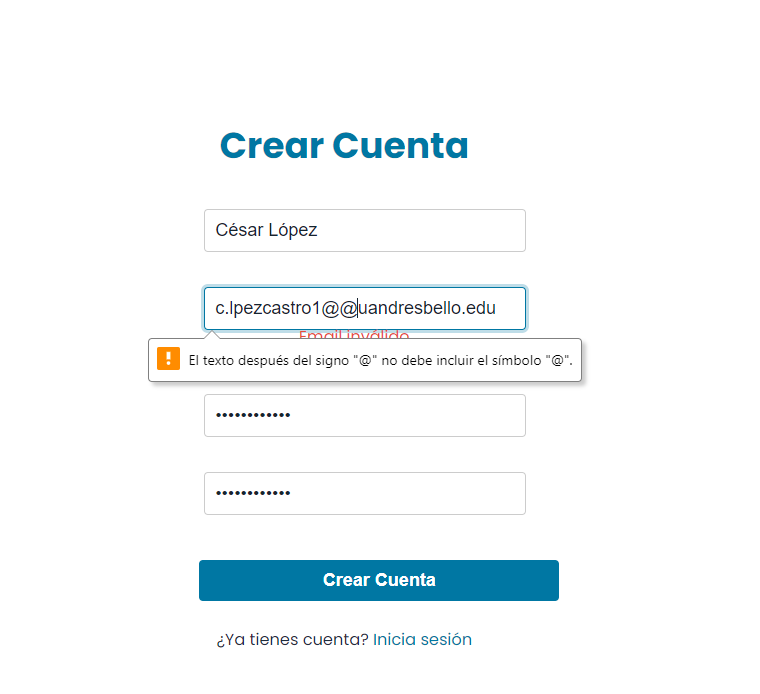 Crear Cuenta
César López
c.lpezcastro1@@uandresbello.edu
Email inválido
El texto después del signo "@" no debe incluir el símbolo "@".
••••••••••••
••••••••••••
Crear Cuenta
¿Ya tienes cuenta? Inicia sesión